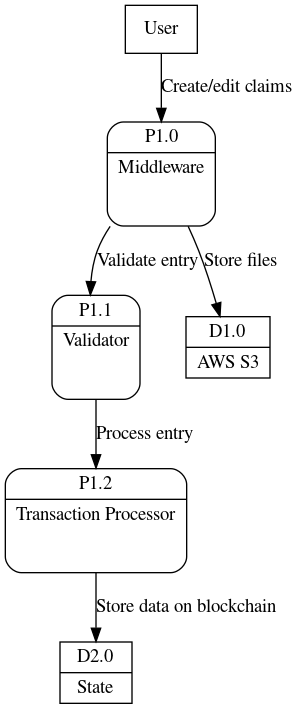 User
Create/edit claims
P1.0
Middleware
Validate entry
Store files
P1.1
Validator
D1.0
AWS S3
Process entry
P1.2
Transaction Processor
Store data on blockchain
D2.0
State